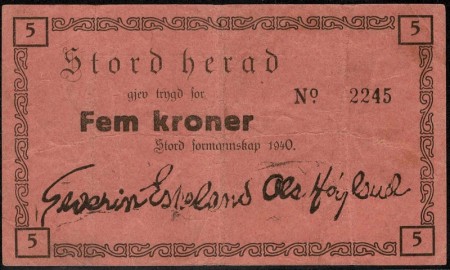 5 5
Stord herad
gjev trygd for
No 2245
Fem kroner
Stord formannskap 1940.
Severin Eskeland Ola
5 5